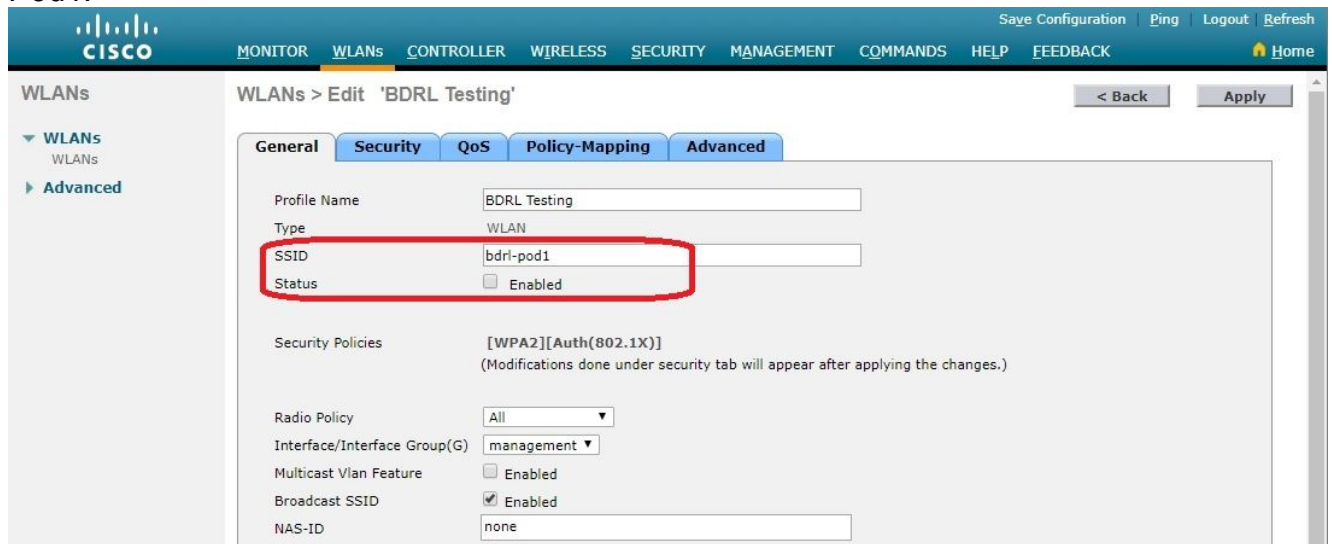 Save Configuration | Ping | Logout | Refresh
CISCO MONITOR WLANs CONTROLLER WIRELESS SECURITY MANAGEMENT COMMANDS HELP FEEDBACK Home
WLANs WLANs > Edit 'BDRL Testing' < Back Apply
WLANs
WLANs
Advanced
General Security QoS Policy-Mapping Advanced
Profile Name BDRL Testing
Type WLAN
SSID bdrl-pod1
Status Enabled
Security Policies [WPA2][Auth(802.1X)]
(Modifications done under security tab will appear after applying the changes.)
Radio Policy All
Interface/Interface Group(G) management
Multicast Vlan Feature Enabled
Broadcast SSID Enabled
NAS-ID none